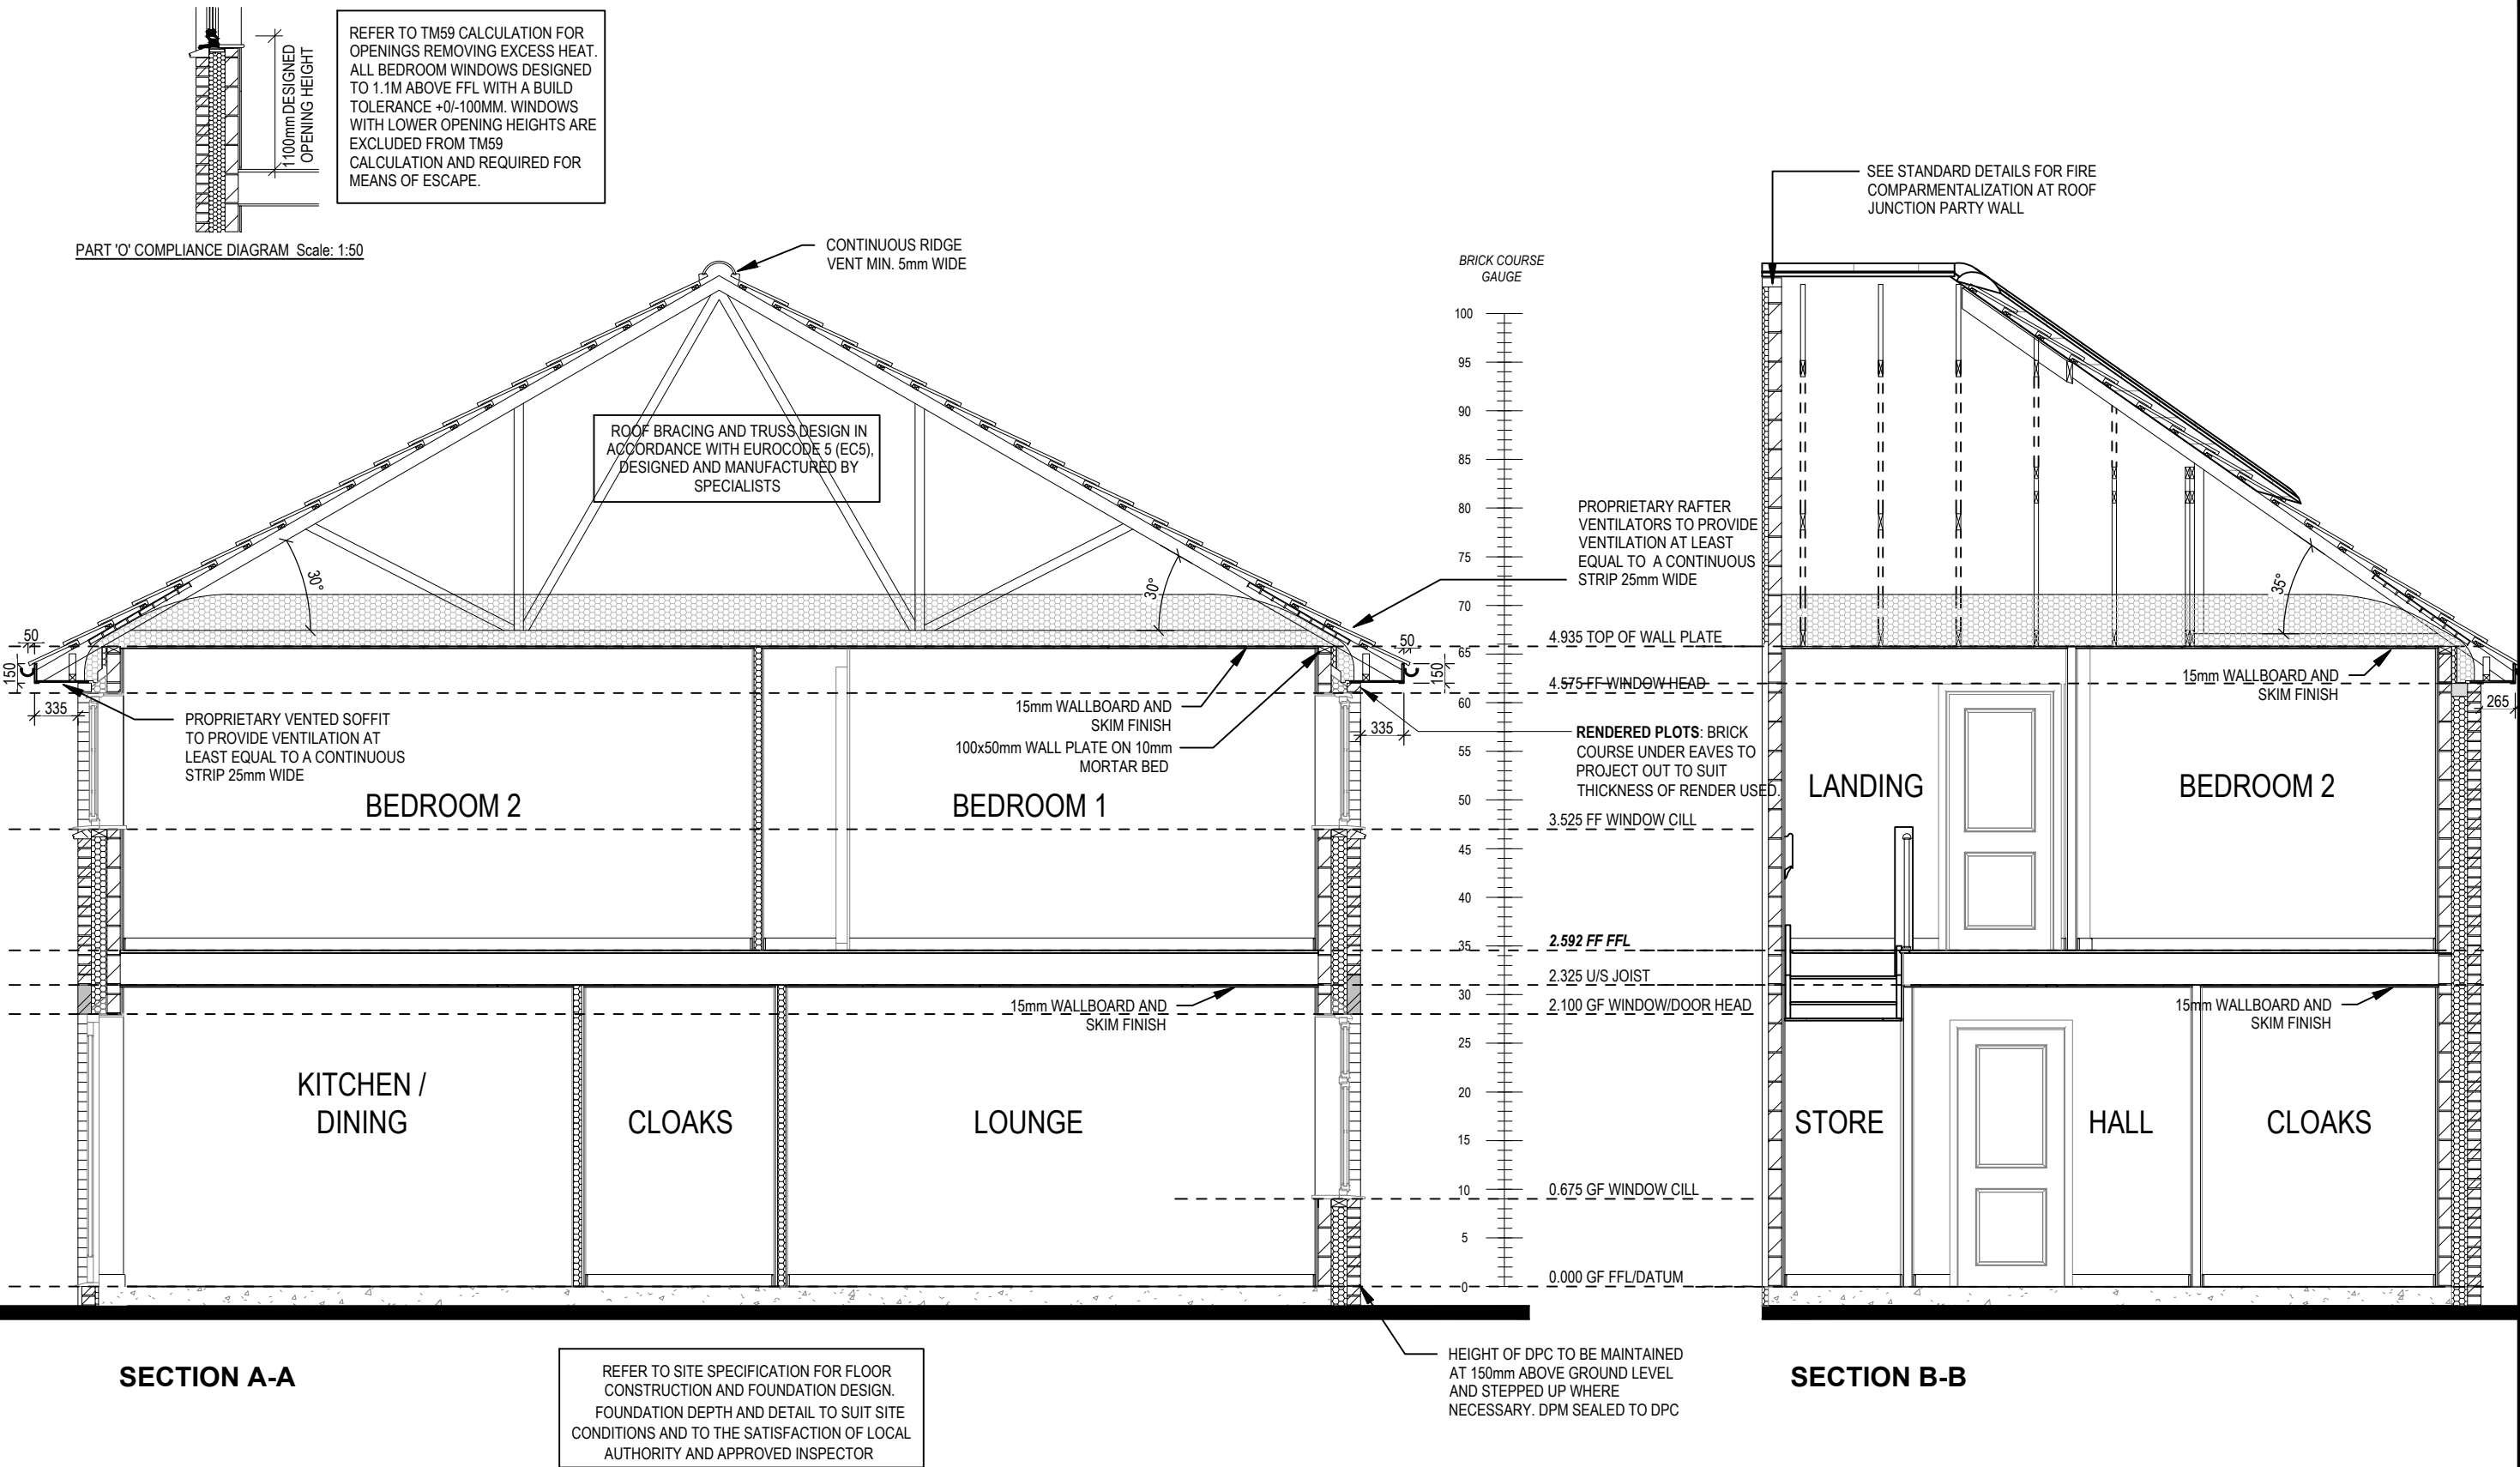 1100mm DESIGNED
OPENING HEIGHT
REFER TO TM59 CALCULATION FOR
OPENINGS REMOVING EXCESS HEAT.
ALL BEDROOM WINDOWS DESIGNED
TO 1.1M ABOVE FFL WITH A BUILD
TOLERANCE +0/-100MM. WINDOWS
WITH LOWER OPENING HEIGHTS ARE
EXCLUDED FROM TM59
CALCULATION AND REQUIRED FOR
MEANS OF ESCAPE.
PART 'O' COMPLIANCE DIAGRAM Scale: 1:50
CONTINUOUS RIDGE
VENT MIN. 5mm WIDE
ROOF BRACING AND TRUSS DESIGN IN
ACCORDANCE WITH EUROCODE 5 (EC5),
DESIGNED AND MANUFACTURED BY
SPECIALISTS
30°
30°
50
150
335
50
150
335
PROPRIETARY VENTED SOFFIT
TO PROVIDE VENTILATION AT
LEAST EQUAL TO A CONTINUOUS
STRIP 25mm WIDE
15mm WALLBOARD AND
SKIM FINISH
100x50mm WALL PLATE ON 10mm
MORTAR BED
BEDROOM 2
BEDROOM 1
15mm WALLBOARD AND
SKIM FINISH
KITCHEN /
DINING
CLOAKS
LOUNGE
BRICK COURSE
GAUGE
100
95
90
85
80
75
70
65
60
55
50
45
40
35
30
25
20
15
10
5
0
PROPRIETARY RAFTER
VENTILATORS TO PROVIDE
VENTILATION AT LEAST
EQUAL TO A CONTINUOUS
STRIP 25mm WIDE
4.935 TOP OF WALL PLATE
4.575 FF WINDOW HEAD
RENDERED PLOTS: BRICK
COURSE UNDER EAVES TO
PROJECT OUT TO SUIT
THICKNESS OF RENDER USED.
3.525 FF WINDOW CILL
2.592 FF FFL
2.325 U/S JOIST
2.100 GF WINDOW/DOOR HEAD
0.675 GF WINDOW CILL
0.000 GF FFL/DATUM
SEE STANDARD DETAILS FOR FIRE
COMPARMENTALIZATION AT ROOF
JUNCTION PARTY WALL
35°
15mm WALLBOARD AND
SKIM FINISH
265
LANDING
BEDROOM 2
15mm WALLBOARD AND
SKIM FINISH
STORE
HALL
CLOAKS
SECTION A-A
REFER TO SITE SPECIFICATION FOR FLOOR
CONSTRUCTION AND FOUNDATION DESIGN.
FOUNDATION DEPTH AND DETAIL TO SUIT SITE
CONDITIONS AND TO THE SATISFACTION OF LOCAL
AUTHORITY AND APPROVED INSPECTOR
HEIGHT OF DPC TO BE MAINTAINED
AT 150mm ABOVE GROUND LEVEL
AND STEPPED UP WHERE
NECESSARY. DPM SEALED TO DPC
SECTION B-B